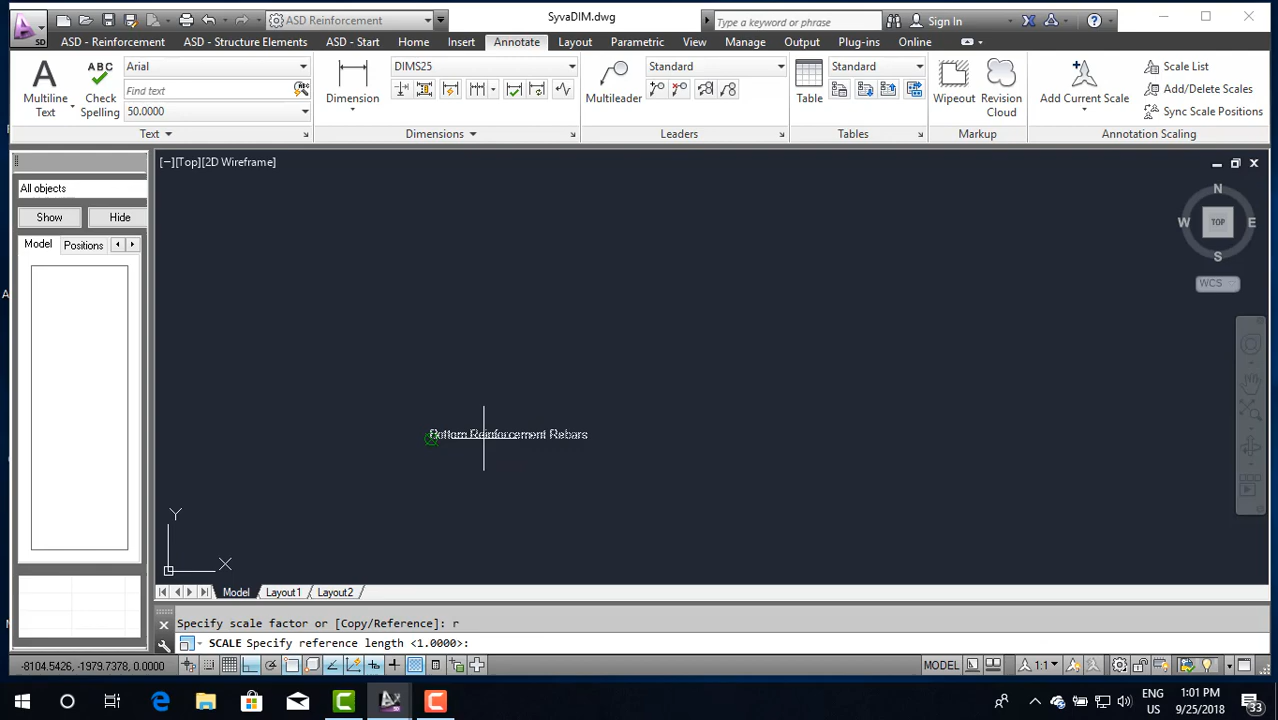 ASD Reinforcement
SyvaDIM.dwg
Type a keyword or phrase
Sign In
5D
ASD - Reinforcement
ASD - Structure Elements
ASD - Start
Home
Insert
Annotate
Layout
Parametric
View
Manage
Output
Plug-ins
Online
Multiline
Text
ABC
Check
Spelling
Arial
Find text
50.0000
Dimension
DIMS25
Multileader
Standard
Table
Standard
Wipeout
Revision
Cloud
Add Current Scale
Scale List
Add/Delete Scales
Sync Scale Positions
Text
Dimensions
Leaders
Tables
Markup
Annotation Scaling
All objects
Show
Hide
Model
Positions
[−][Top][2D Wireframe]
N
W
TOP
E
S
WCS
Bottom Reinforcement Rebars
Y
X
Model
Layout1
Layout2
Specify scale factor or [Copy/Reference]: r
SCALE Specify reference length <1.0000>:
-8104.5426, -1979.7378, 0.0000
MODEL
1:1
ENG
US
1:01 PM
9/25/2018
33